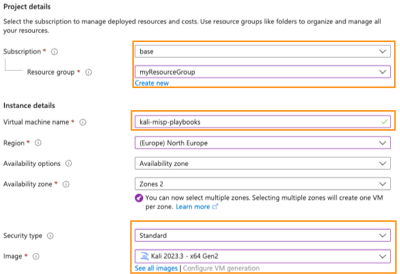 Project details
Select the subscription to manage deployed resources and costs. Use resource groups like folders to organize and manage all
your resources.
Subscription * base
Resource group * myResourceGroup
Create new
Instance details
Virtual machine name * kali-misp-playbooks
Region * (Europe) North Europe
Availability options Availability zone
Availability zone * Zones 2
You can now select multiple zones. Selecting multiple zones will create one VM
per zone. Learn more
Security type Standard
Image * Kali 2023.3 - x64 Gen2
See all images | Configure VM generation